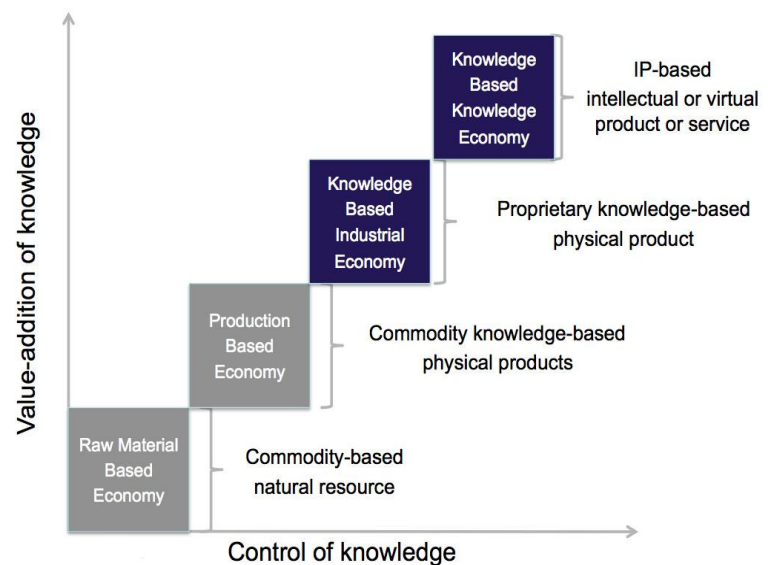 Knowledge
Based
Knowledge
Economy
IP-based
intellectual or virtual
product or service
Knowledge
Based
Industrial
Economy
Proprietary knowledge-based
physical product
Production
Based
Economy
Commodity knowledge-based
physical products
Raw Material
Based
Economy
Commodity-based
natural resource
Value-addition of knowledge
Control of knowledge